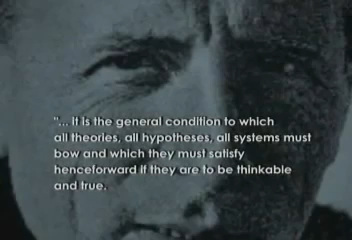 "... it is the general condition to which
all theories, all hypotheses, all systems must
bow and which they must satisfy
henceforward if they are to be thinkable
and true.